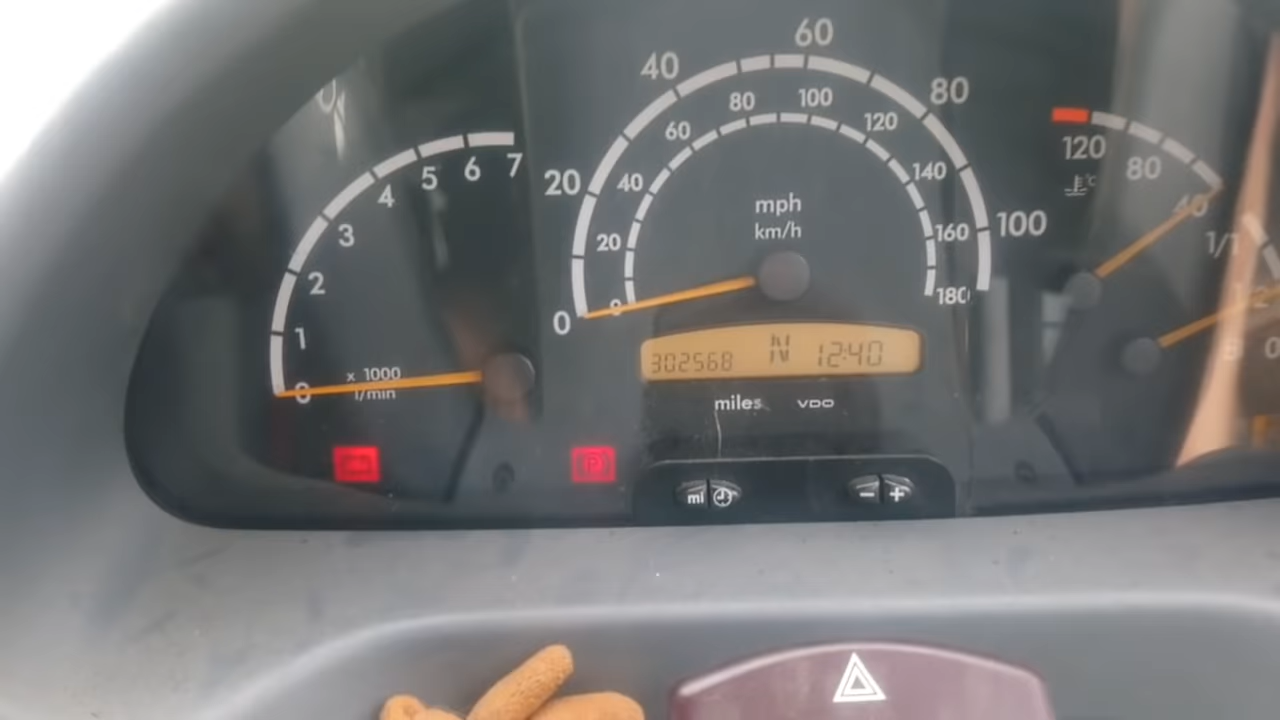 0 1 2 3 4 5 6 7
x 1000
l/min
0 20 40 60 80 100
0 20 40 60 80 100 120 140 160 180
mph
km/h
302568 N 12:40
miles VDO
mi - +
120 80 40
°C
1/1
0
P